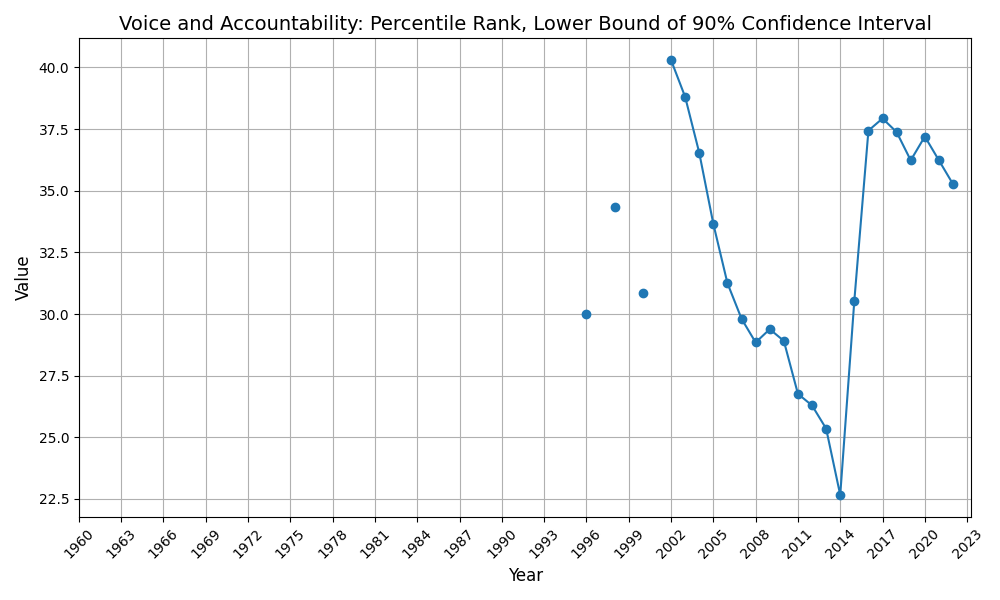 Voice and Accountability: Percentile Rank, Lower Bound of 90% Confidence Interval
Value
40.0
37.5
35.0
32.5
30.0
27.5
25.0
22.5
1960 1963 1966 1969 1972 1975 1978 1981 1984 1987 1990 1993 1996 1999 2002 2005 2008 2011 2014 2017 2020 2023
Year